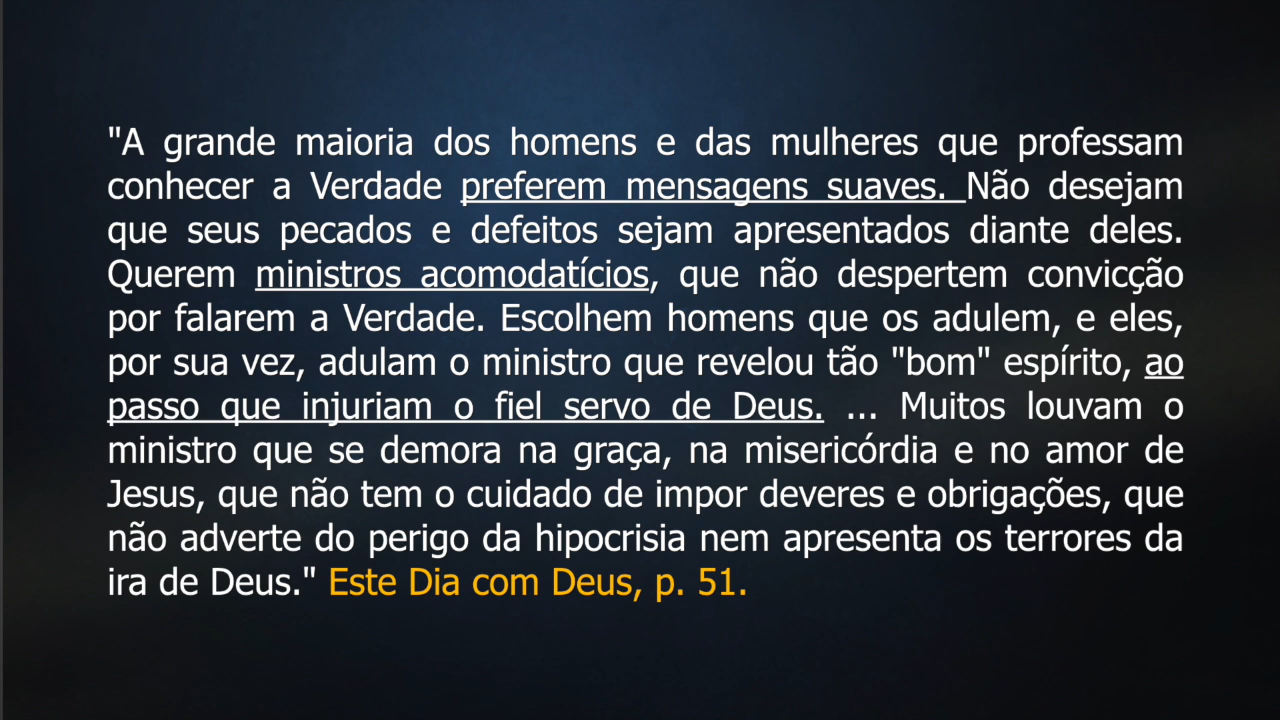 "A grande maioria dos homens e das mulheres que professam
conhecer a Verdade preferem mensagens suaves. Não desejam
que seus pecados e defeitos sejam apresentados diante deles.
Querem ministros acomodatícios, que não despertem convicção
por falarem a Verdade. Escolhem homens que os adulem, e eles,
por sua vez, adulam o ministro que revelou tão "bom" espírito, ao
passo que injuriam o fiel servo de Deus. ... Muitos louvam o
ministro que se demora na graça, na misericórdia e no amor de
Jesus, que não tem o cuidado de impor deveres e obrigações, que
não adverte do perigo da hipocrisia nem apresenta os terrores da
ira de Deus." Este Dia com Deus, p. 51.